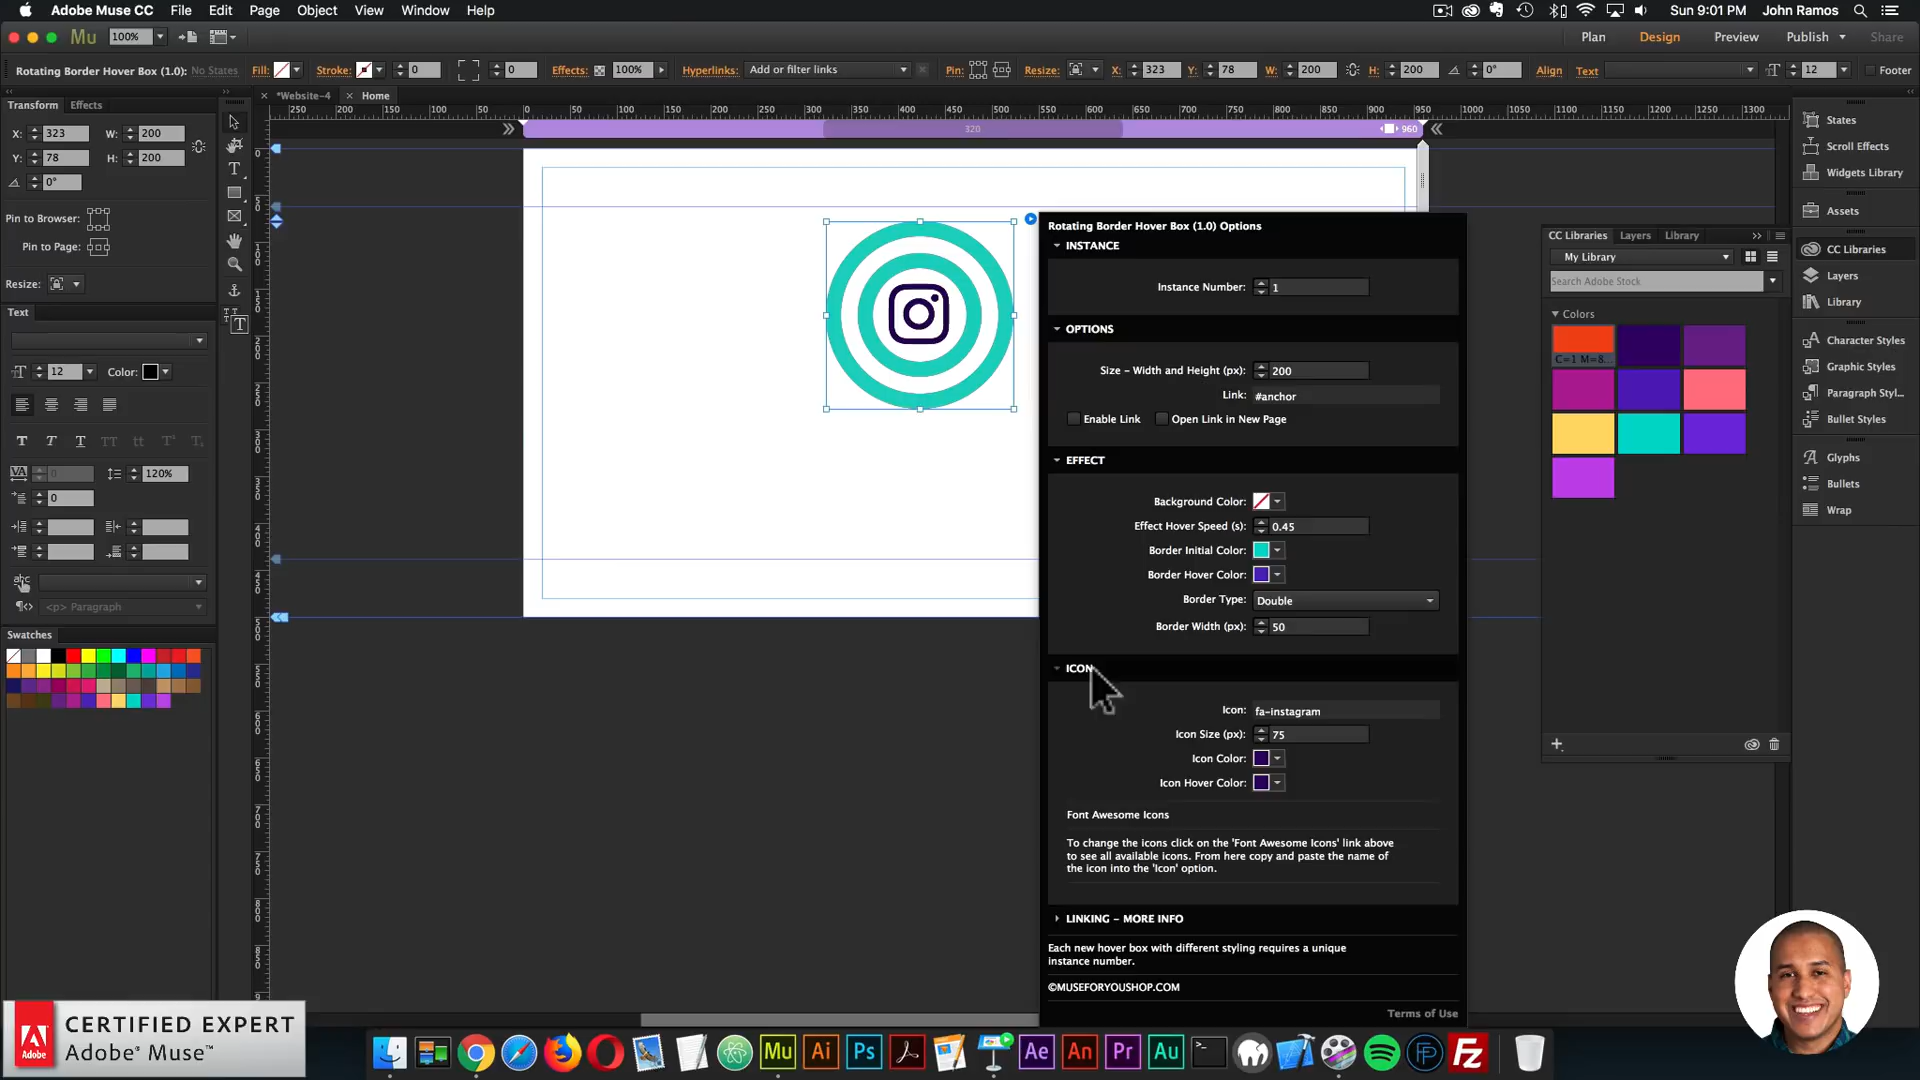 Adobe Muse CC File Edit Page Object View Window Help Sun 9:01 PM John Ramos
Mu 100% Plan Design Preview Publish Share
Rotating Border Hover Box (1.0): No States Fill: Stroke: 0 0 Effects: 100% Hyperlinks: Add or filter links Pin: Resize: X: 323 Y: 78 W: 200 H: 200 0° Align Text 12 Footer
Transform Effects
*Website-4 Home
X: 323 W: 200
Y: 78 H: 200
0°
Pin to Browser:
Pin to Page:
Resize:
Text
12 Color:
120%
0
<p> Paragraph
Swatches
250 200 150 100 50 0 50 100 150 200 250 300 350 400 450 500 550 600 650 700 750 800 850 900 950 1000 1050 1100 1150 1200 1250 1300
320 960
Rotating Border Hover Box (1.0) Options
INSTANCE
Instance Number: 1
OPTIONS
Size - Width and Height (px): 200
Link: #anchor
Enable Link Open Link in New Page
EFFECT
Background Color:
Effect Hover Speed (s): 0.45
Border Initial Color:
Border Hover Color:
Border Type: Double
Border Width (px): 50
ICON
Icon: fa-instagram
Icon Size (px): 75
Icon Color:
Icon Hover Color:
Font Awesome Icons
To change the icons click on the 'Font Awesome Icons' link above
to see all available icons. From here copy and paste the name of
the icon into the 'Icon' option.
LINKING - MORE INFO
Each new hover box with different styling requires a unique
instance number.
©MUSEFORYOUSHOP.COM
Terms of Use
CC Libraries Layers Library
My Library
Search Adobe Stock
Colors
C=1 M=8...
States
Scroll Effects
Widgets Library
Assets
CC Libraries
Layers
Library
Character Styles
Graphic Styles
Paragraph Styl...
Bullet Styles
Glyphs
Bullets
Wrap
Adobe
CERTIFIED EXPERT
Adobe® Muse™
Mu Ai Ps Ae An Pr Au Fz